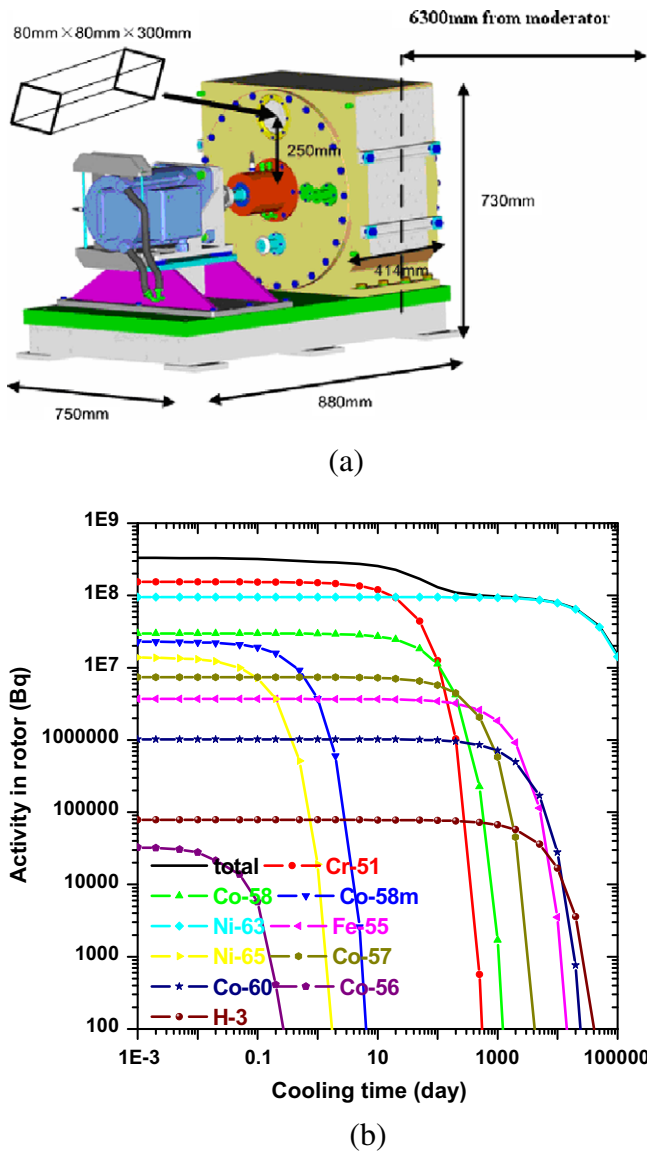 80mm×80mm×300mm
6300mm from moderator
250mm
730mm
414mm
750mm
880mm
(a)
1E9
1E8
1E7
1000000
100000
10000
1000
100
Activity in rotor (Bq)
total Cr-51
Co-58 Co-58m
Ni-63 Fe-55
Ni-65 Co-57
Co-60 Co-56
H-3
1E-3 0.1 10 1000 100000
Cooling time (day)
(b)